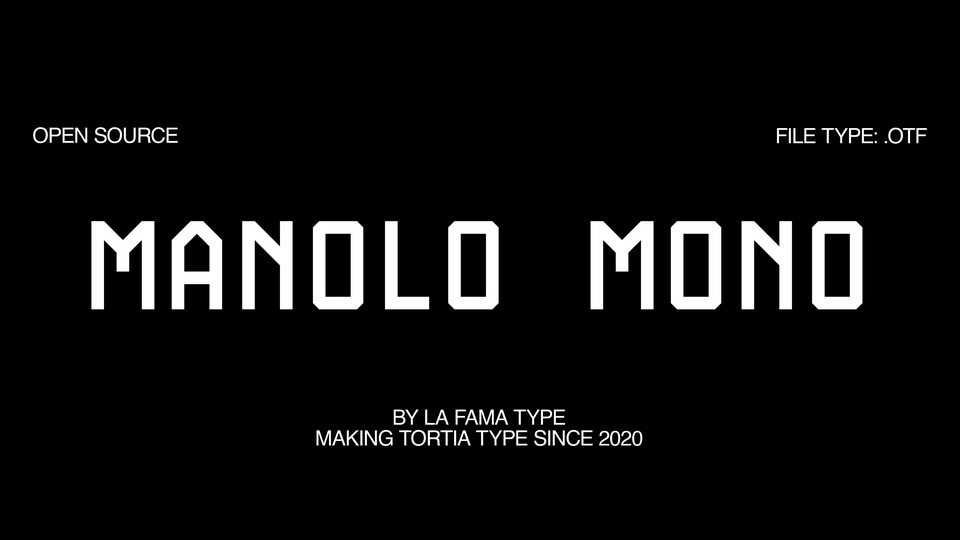 OPEN SOURCE
FILE TYPE: .OTF
MANOLO MONO
BY LA FAMA TYPE
MAKING TORTIA TYPE SINCE 2020